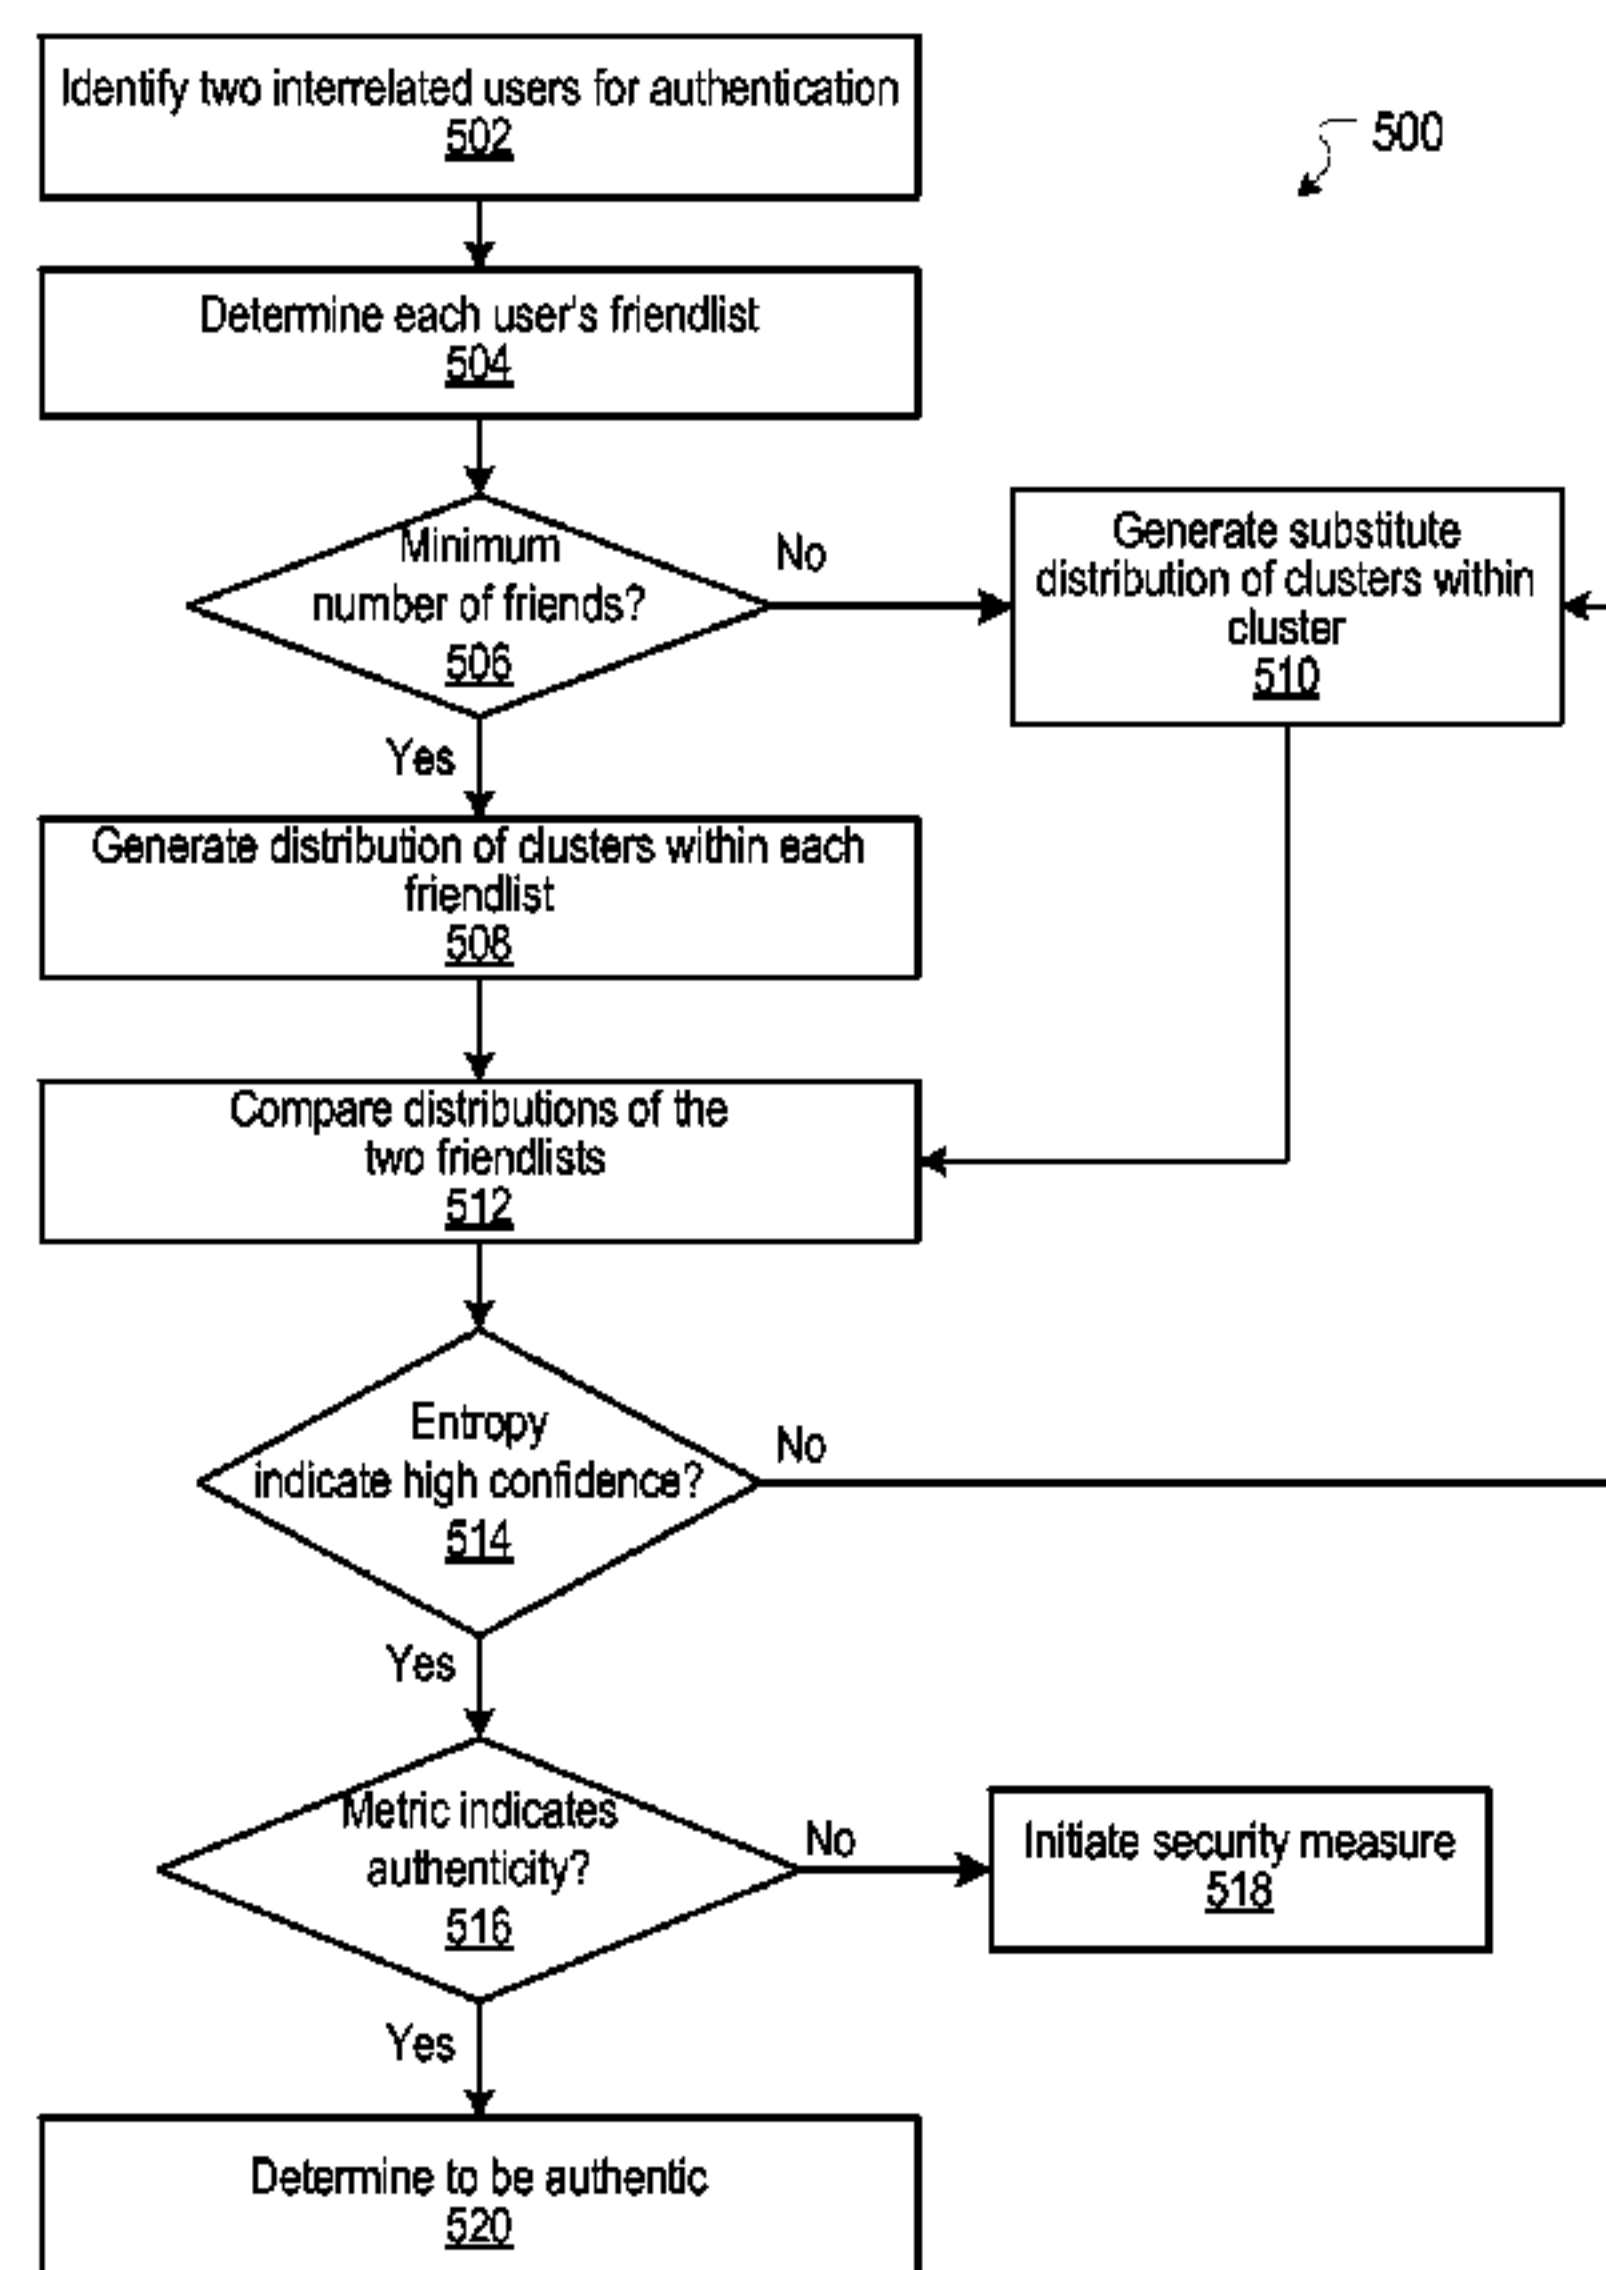 Identify two interrelated users for authentication
502
500
Determine each user's friendlist
504
Minimum
number of friends?
506
No
Generate substitute
distribution of clusters within
cluster
510
Yes
Generate distribution of clusters within each
friendlist
508
Compare distributions of the
two friendlists
512
Entropy
indicate high confidence?
514
No
Yes
Metric indicates
authenticity?
516
No
Initiate security measure
518
Yes
Determine to be authentic
520